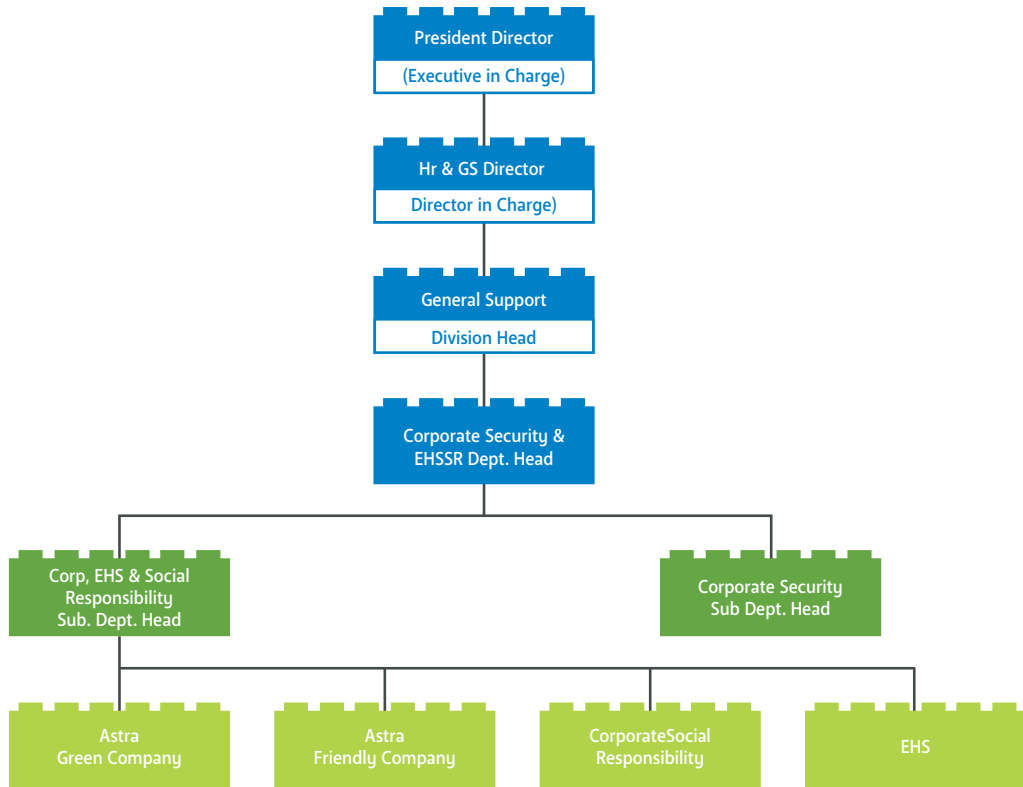 President Director
(Executive in Charge)
Hr & GS Director
Director in Charge)
General Support
Division Head
Corporate Security &
EHSSR Dept. Head
Corp, EHS & Social
Responsibility
Sub. Dept. Head
Corporate Security
Sub Dept. Head
Astra
Green Company
Astra
Friendly Company
CorporateSocial
Responsibility
EHS